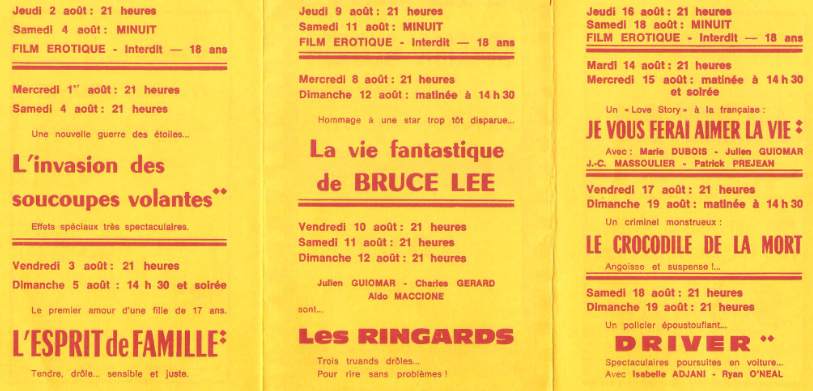 Jeudi 2 août : 21 heures
Samedi 4 août : MINUIT
FILM EROTIQUE - Interdit — 18 ans
Mercredi 1er août : 21 heures
Samedi 4 août : 21 heures
Une nouvelle guerre des étoiles...
L'invasion des
soucoupes volantes**
Effets spéciaux très spectaculaires.
Vendredi 3 août : 21 heures
Dimanche 5 août : 14 h 30 et soirée
Le premier amour d'une fille de 17 ans.
L'ESPRIT de FAMILLE**
Tendre, drôle... sensible et juste.
Jeudi 9 août : 21 heures
Samedi 11 août : MINUIT
FILM EROTIQUE - Interdit — 18 ans
Mercredi 8 août : 21 heures
Dimanche 12 août : matinée à 14 h 30
Hommage à une star trop tôt disparue...
La vie fantastique
de BRUCE LEE
Vendredi 10 août : 21 heures
Samedi 11 août : 21 heures
Dimanche 12 août : 21 heures
Julien GUIOMAR - Charles GERARD
Aldo MACCIONE
sont...
Les RINGARDS
Trois truands drôles...
Pour rire sans problèmes !
Jeudi 16 août : 21 heures
Samedi 18 août : MINUIT
FILM EROTIQUE - Interdit — 18 ans
Mardi 14 août : 21 heures
Mercredi 15 août : matinée à 14 h 30
et soirée
Un « Love Story » à la française :
JE VOUS FERAI AIMER LA VIE**
Avec : Marie DUBOIS - Julien GUIOMAR
J.-C. MASSOULIER - Patrick PREJEAN
Vendredi 17 août : 21 heures
Dimanche 19 août : matinée à 14 h 30
Un criminel monstrueux :
LE CROCODILE DE LA MORT
Angoisse et suspense !...
Samedi 18 août : 21 heures
Dimanche 19 août : 21 heures
Un policier époustouflant...
DRIVER **
Spectaculaires poursuites en voiture...
Avec Isabelle ADJANI - Ryan O'NEAL